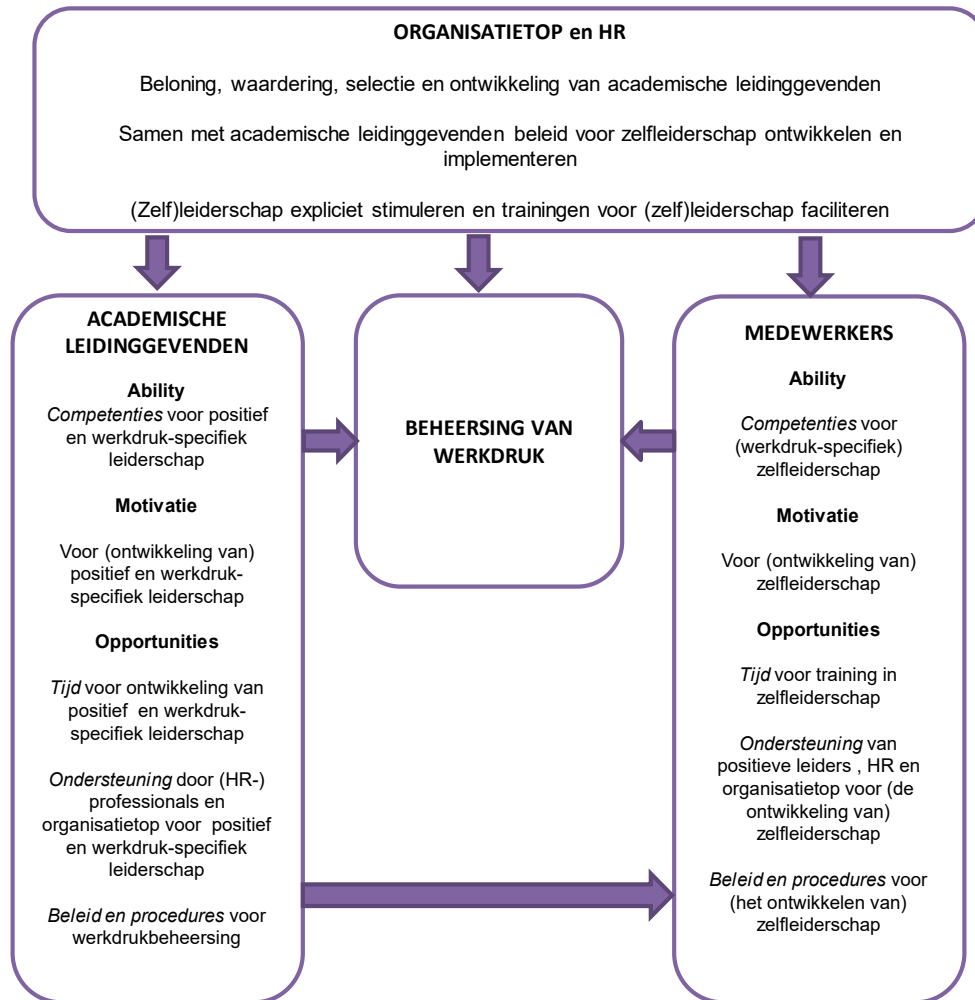 ORGANISATIETOP en HR
Beloning, waardering, selectie en ontwikkeling van academische leidinggevenden
Samen met academische leidinggevenden beleid voor zelfleiderschap ontwikkelen en
implementeren
(Zelf)leiderschap expliciet stimuleren en trainingen voor (zelf)leiderschap faciliteren
ACADEMISCHE
LEIDINGGEVENDEN
Ability
Competenties voor positief
en werkdruk-specifiek
leiderschap
Motivatie
Voor (ontwikkeling van)
positief en werkdruk-
specifiek leiderschap
Opportunities
Tijd voor ontwikkeling van
positief en werkdruk-
specifiek leiderschap
Ondersteuning door (HR-)
professionals en
organisatietop voor positief
en werkdruk-specifiek
leiderschap
Beleid en procedures voor
werkdrukbeheersing
BEHEERSING VAN
WERKDRUK
MEDEWERKERS
Ability
Competenties voor
(werkdruk-specifiek)
zelfleiderschap
Motivatie
Voor (ontwikkeling van)
zelfleiderschap
Opportunities
Tijd voor training in
zelfleiderschap
Ondersteuning van
positieve leiders , HR en
organisatietop voor (de
ontwikkeling van)
zelfleiderschap
Beleid en procedures voor
(het ontwikkelen van)
zelfleiderschap